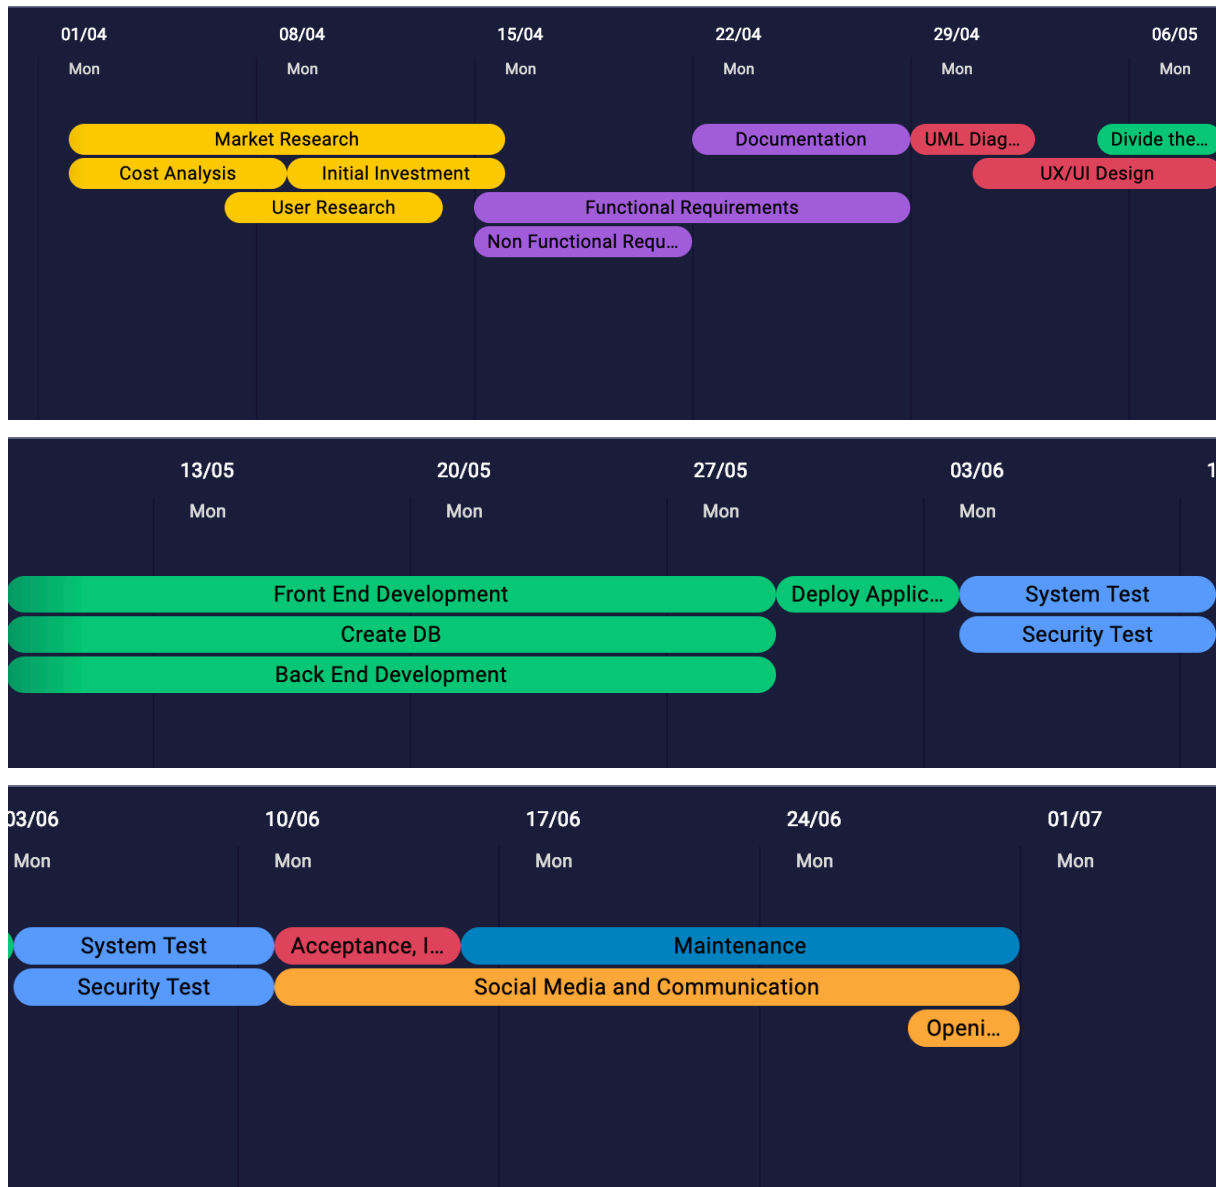 01/04 08/04 15/04 22/04 29/04 06/05
Mon Mon Mon Mon Mon Mon
Market Research Documentation UML Diag... Divide the...
Cost Analysis Initial Investment UX/UI Design
User Research Functional Requirements
Non Functional Requ...
13/05 20/05 27/05 03/06 1
Mon Mon Mon Mon
Front End Development Deploy Applic... System Test
Create DB Security Test
Back End Development
03/06 10/06 17/06 24/06 01/07
Mon Mon Mon Mon Mon
System Test Acceptance, I... Maintenance
Security Test Social Media and Communication
Openi...